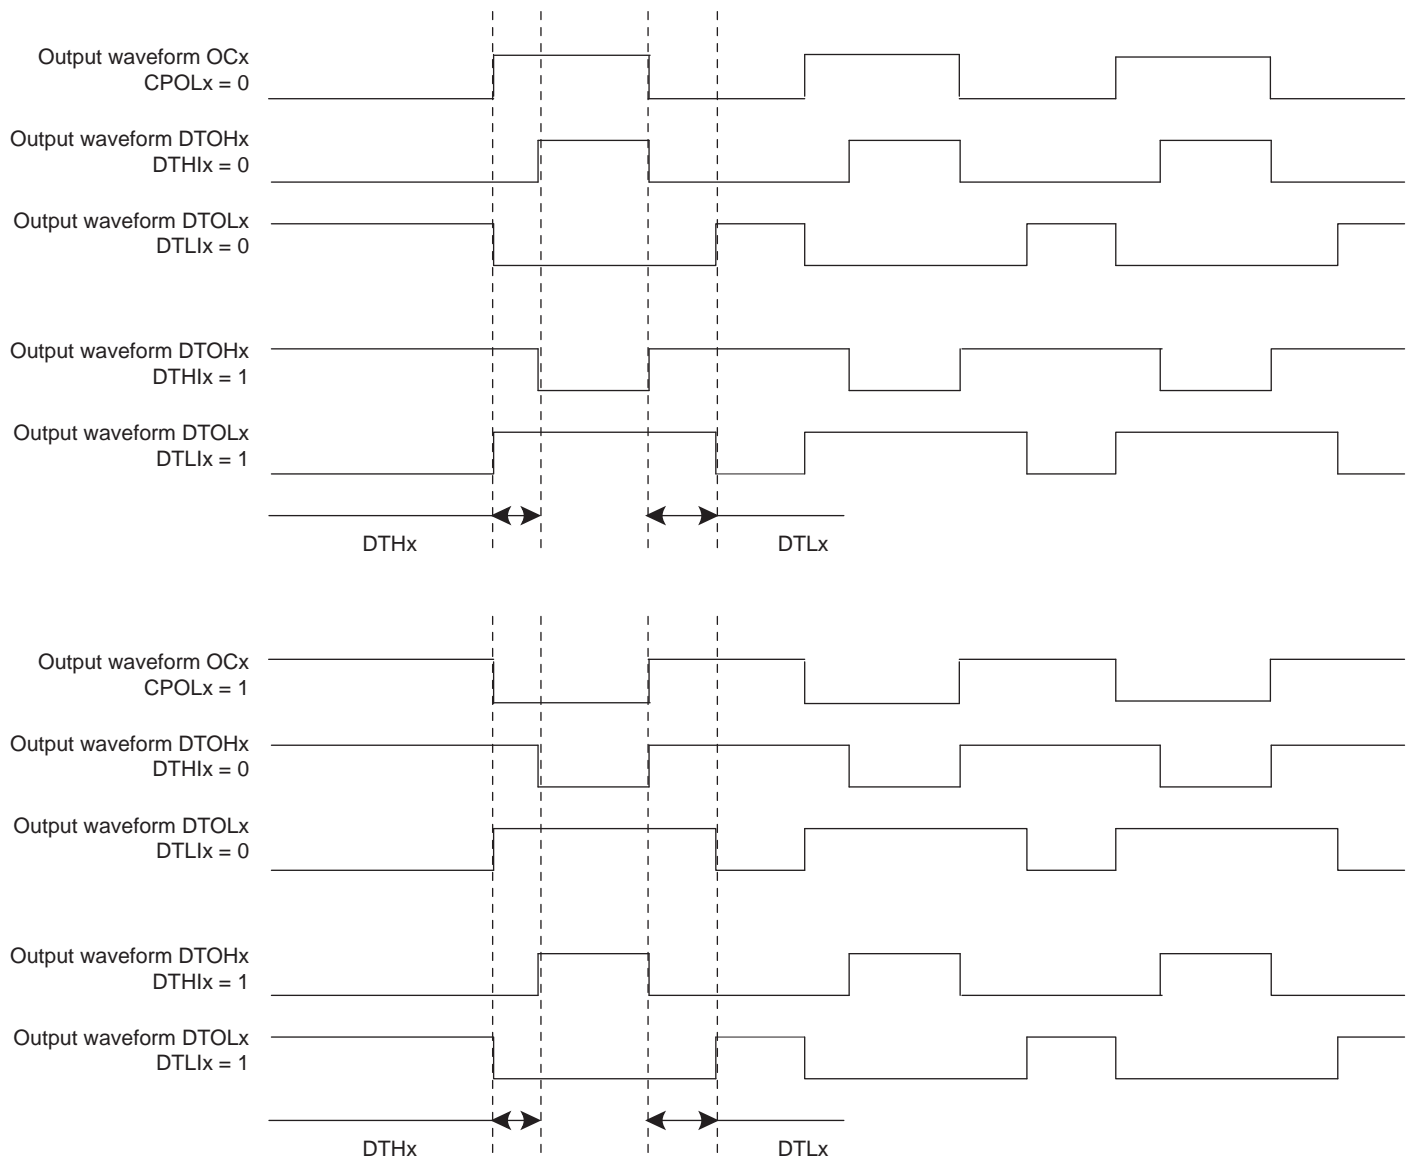 Output waveform OCx
CPOLx = 0
Output waveform DTOHx
DTHIx = 0
Output waveform DTOLx
DTLIx = 0
Output waveform DTOHx
DTHIx = 1
Output waveform DTOLx
DTLIx = 1
DTHx
DTLx
Output waveform OCx
CPOLx = 1
Output waveform DTOHx
DTHIx = 0
Output waveform DTOLx
DTLIx = 0
Output waveform DTOHx
DTHIx = 1
Output waveform DTOLx
DTLIx = 1
DTHx
DTLx